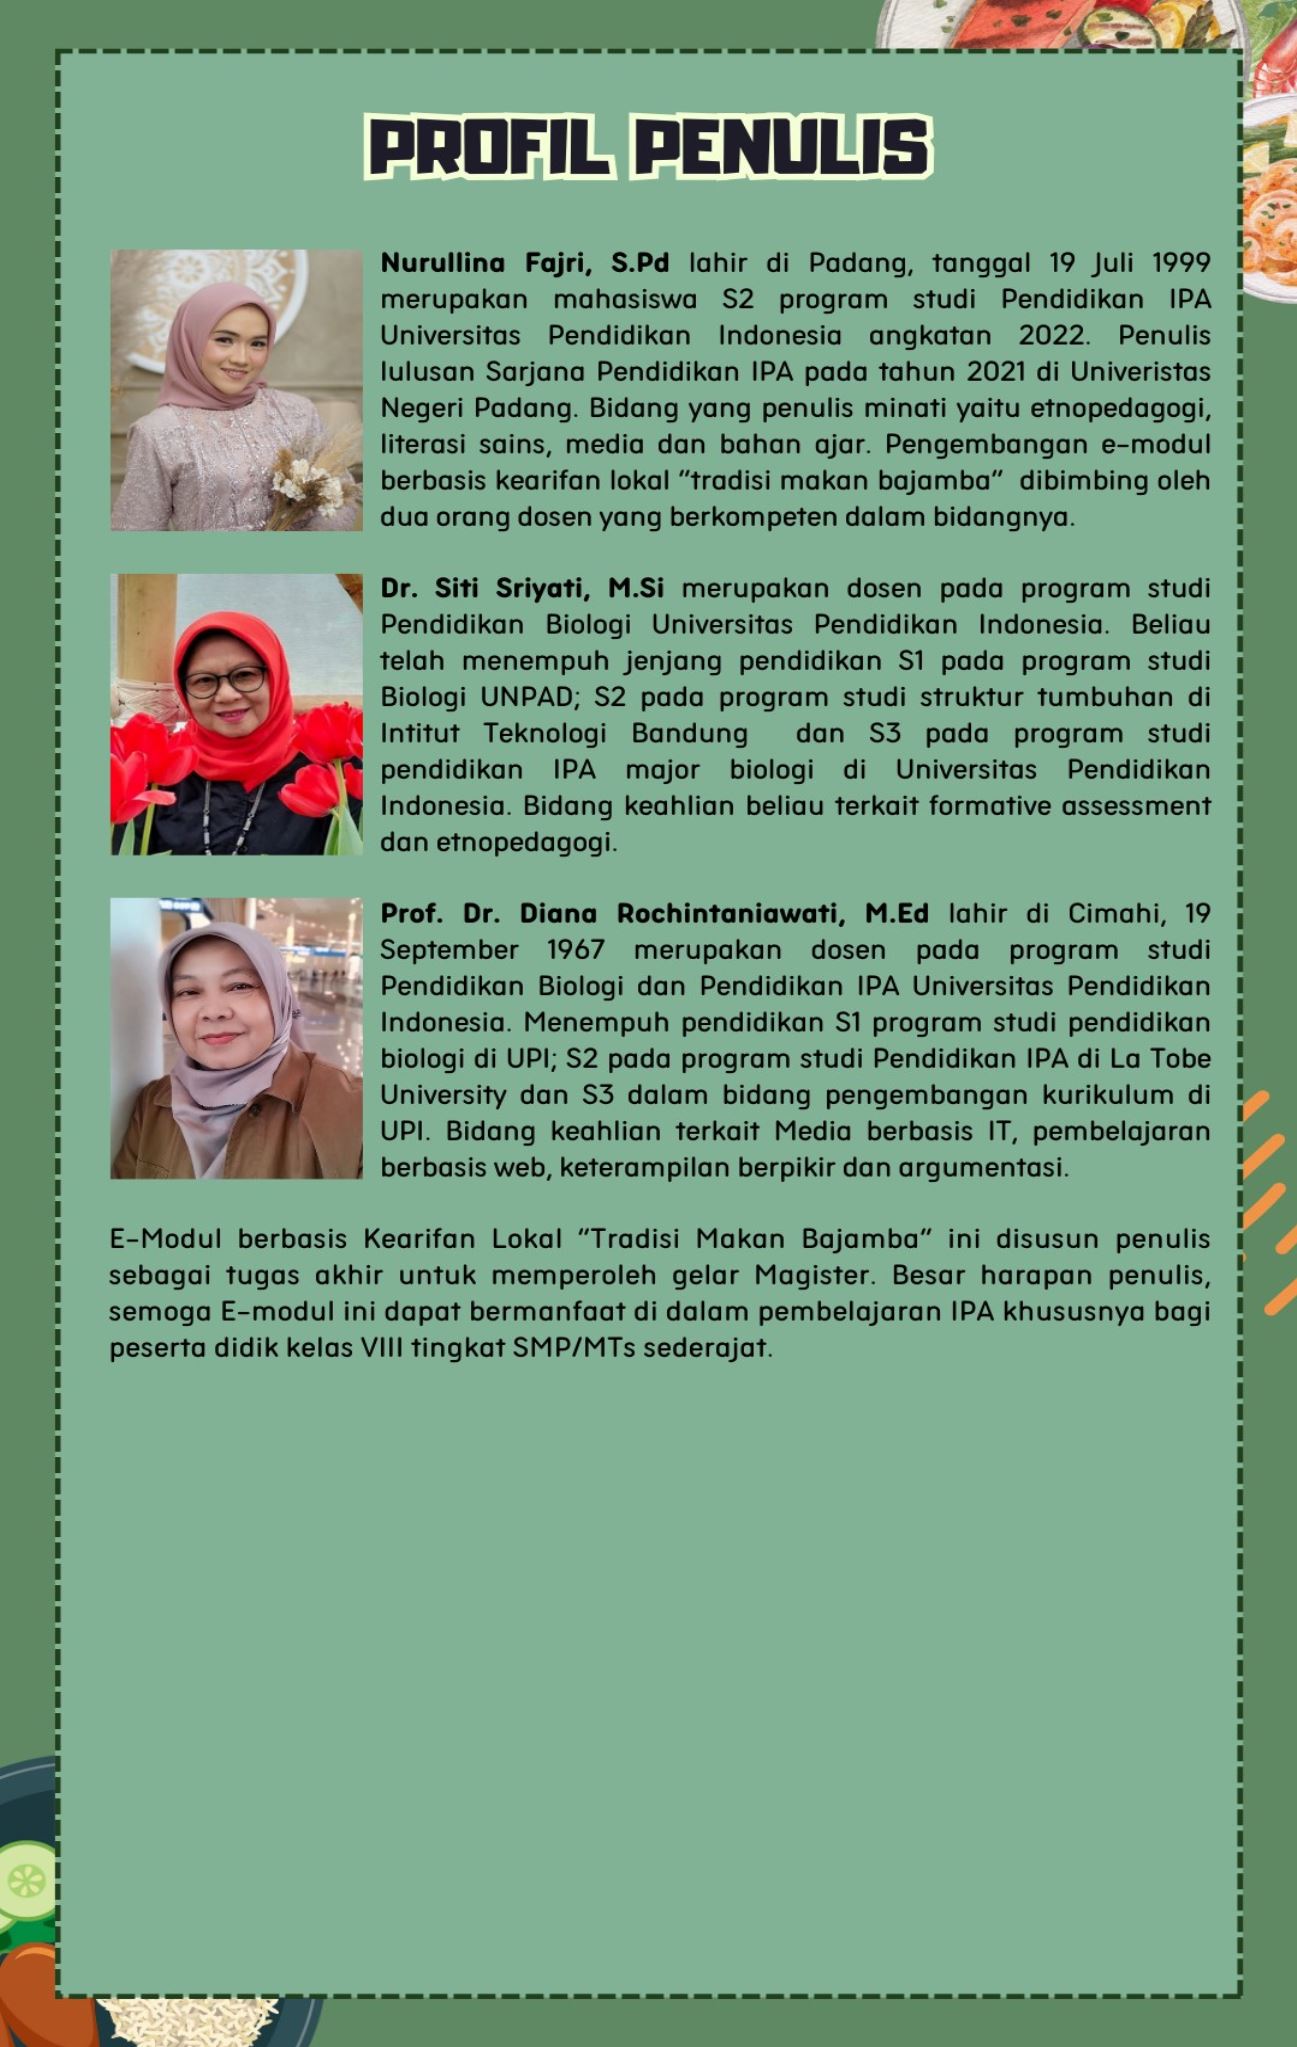 PROFIL PENULIS
Nurullina Fajri, S.Pd lahir di Padang, tanggal 19 Juli 1999
merupakan mahasiswa S2 program studi Pendidikan IPA
Universitas Pendidikan Indonesia angkatan 2022. Penulis
lulusan Sarjana Pendidikan IPA pada tahun 2021 di Univeristas
Negeri Padang. Bidang yang penulis minati yaitu etnopedagogi,
literasi sains, media dan bahan ajar. Pengembangan e-modul
berbasis kearifan lokal “tradisi makan bajamba” dibimbing oleh
dua orang dosen yang berkompeten dalam bidangnya.
Dr. Siti Sriyati, M.Si merupakan dosen pada program studi
Pendidikan Biologi Universitas Pendidikan Indonesia. Beliau
telah menempuh jenjang pendidikan S1 pada program studi
Biologi UNPAD; S2 pada program studi struktur tumbuhan di
Intitut Teknologi Bandung dan S3 pada program studi
pendidikan IPA major biologi di Universitas Pendidikan
Indonesia. Bidang keahlian beliau terkait formative assessment
dan etnopedagogi.
Prof. Dr. Diana Rochintaniawati, M.Ed lahir di Cimahi, 19
September 1967 merupakan dosen pada program studi
Pendidikan Biologi dan Pendidikan IPA Universitas Pendidikan
Indonesia. Menempuh pendidikan S1 program studi pendidikan
biologi di UPI; S2 pada program studi Pendidikan IPA di La Tobe
University dan S3 dalam bidang pengembangan kurikulum di
UPI. Bidang keahlian terkait Media berbasis IT, pembelajaran
berbasis web, keterampilan berpikir dan argumentasi.
E-Modul berbasis Kearifan Lokal “Tradisi Makan Bajamba” ini disusun penulis
sebagai tugas akhir untuk memperoleh gelar Magister. Besar harapan penulis,
semoga E-modul ini dapat bermanfaat di dalam pembelajaran IPA khususnya bagi
peserta didik kelas VIII tingkat SMP/MTs sederajat.